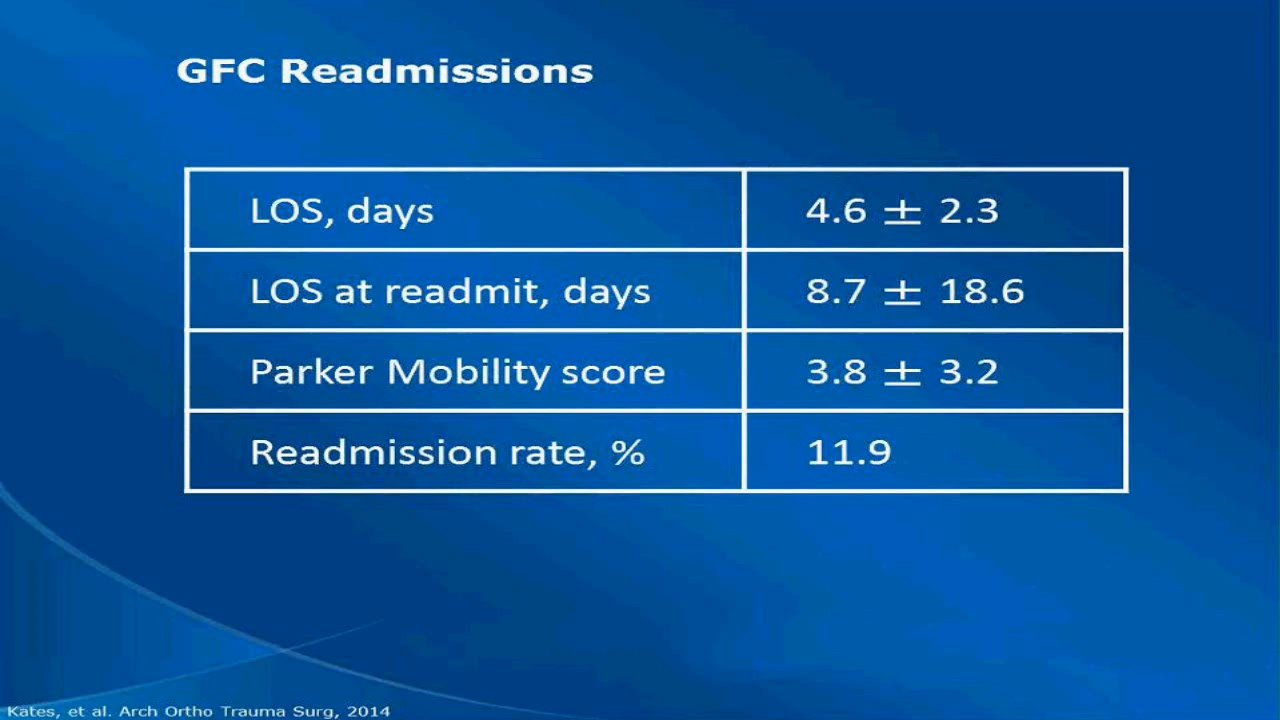 GFC Readmissions
LOS, days 4.6 ± 2.3
LOS at readmit, days 8.7 ± 18.6
Parker Mobility score 3.8 ± 3.2
Readmission rate, % 11.9
Kates, et al. Arch Ortho Trauma Surg, 2014